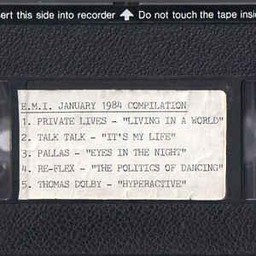 ert this side into recorder ↑ Do not touch the tape insi
E.M.I. JANUARY 1984 COMPILATION
1. PRIVATE LIVES - "LIVING IN A WORLD"
2. TALK TALK - "IT'S MY LIFE"
3. PALLAS - "EYES IN THE NIGHT"
4. RE-FLEX - "THE POLITICS OF DANCING"
5. THOMAS DOLBY - "HYPERACTIVE"